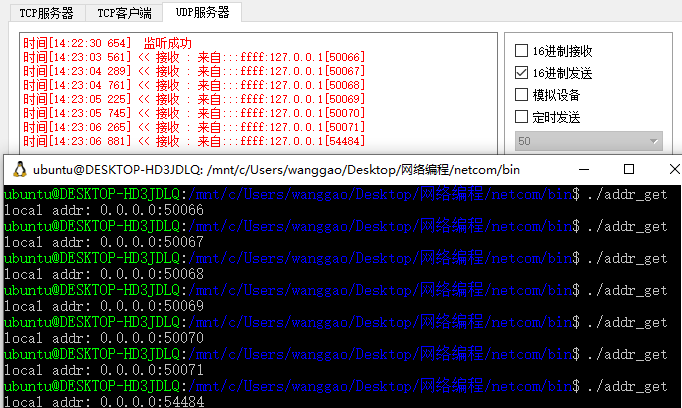 TCP服务器 TCP客户端 UDP服务器
时间[14:22:30 654] 监听成功
时间[14:23:03 561] << 接收 : 来自:::ffff:127.0.0.1[50066]
时间[14:23:04 289] << 接收 : 来自:::ffff:127.0.0.1[50067]
时间[14:23:04 761] << 接收 : 来自:::ffff:127.0.0.1[50068]
时间[14:23:05 225] << 接收 : 来自:::ffff:127.0.0.1[50069]
时间[14:23:05 745] << 接收 : 来自:::ffff:127.0.0.1[50070]
时间[14:23:06 265] << 接收 : 来自:::ffff:127.0.0.1[50071]
时间[14:23:06 881] << 接收 : 来自:::ffff:127.0.0.1[54484]
16进制接收
16进制发送
模拟设备
定时发送
50
ubuntu@DESKTOP-HD3JDLQ: /mnt/c/Users/wanggao/Desktop/网络编程/netcom/bin
ubuntu@DESKTOP-HD3JDLQ:/mnt/c/Users/wanggao/Desktop/网络编程/netcom/bin$ ./addr_get
local addr: 0.0.0.0:50066
ubuntu@DESKTOP-HD3JDLQ:/mnt/c/Users/wanggao/Desktop/网络编程/netcom/bin$ ./addr_get
local addr: 0.0.0.0:50067
ubuntu@DESKTOP-HD3JDLQ:/mnt/c/Users/wanggao/Desktop/网络编程/netcom/bin$ ./addr_get
local addr: 0.0.0.0:50068
ubuntu@DESKTOP-HD3JDLQ:/mnt/c/Users/wanggao/Desktop/网络编程/netcom/bin$ ./addr_get
local addr: 0.0.0.0:50069
ubuntu@DESKTOP-HD3JDLQ:/mnt/c/Users/wanggao/Desktop/网络编程/netcom/bin$ ./addr_get
local addr: 0.0.0.0:50070
ubuntu@DESKTOP-HD3JDLQ:/mnt/c/Users/wanggao/Desktop/网络编程/netcom/bin$ ./addr_get
local addr: 0.0.0.0:50071
ubuntu@DESKTOP-HD3JDLQ:/mnt/c/Users/wanggao/Desktop/网络编程/netcom/bin$ ./addr_get
local addr: 0.0.0.0:54484